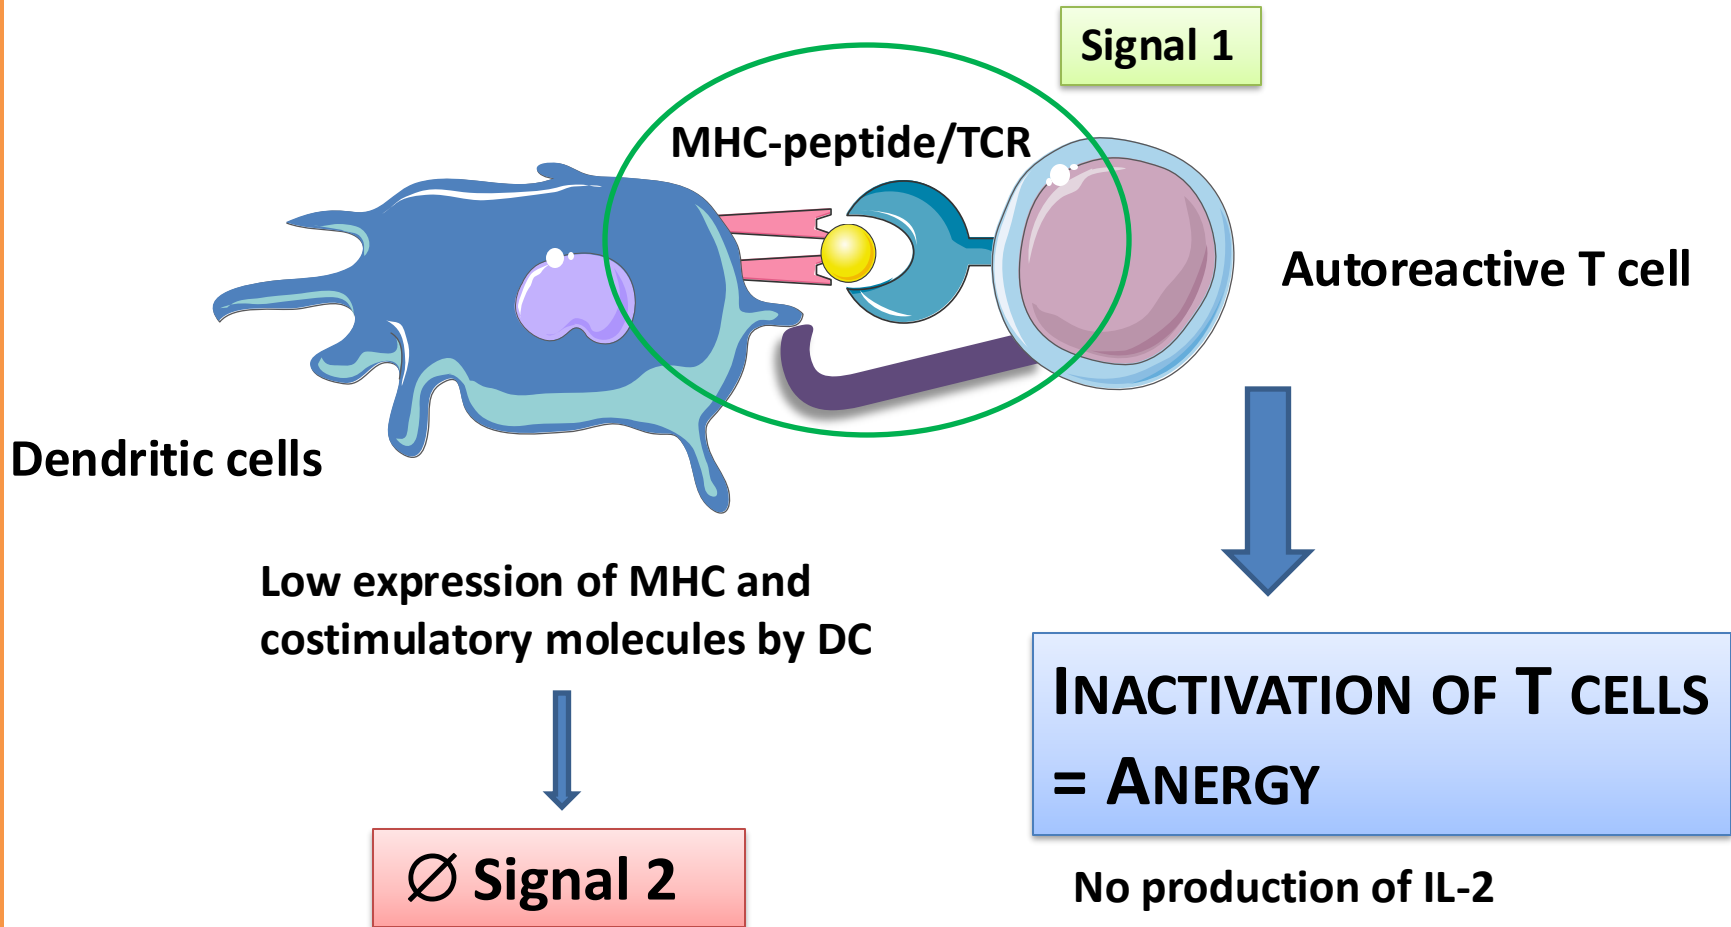 Signal 1
MHC-peptide/TCR
Autoreactive T cell
Dendritic cells
Low expression of MHC and
costimulatory molecules by DC
INACTIVATION OF T CELLS
= ANERGY
∅ Signal 2
No production of IL-2